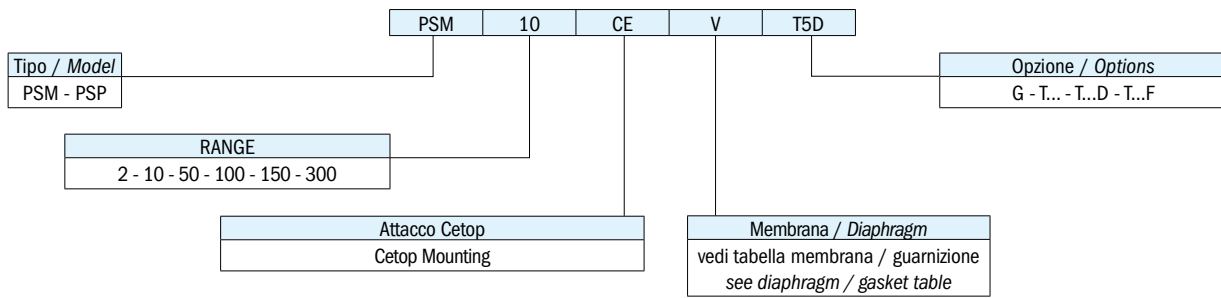 PSM 10 CE V T5D
Tipo / Model
PSM - PSP
Opzione / Options
G - T... - T...D - T...F
RANGE
2 - 10 - 50 - 100 - 150 - 300
Attacco Cetop
Cetop Mounting
Membrana / Diaphragm
vedi tabella membrana / guarnizione
see diaphragm / gasket table